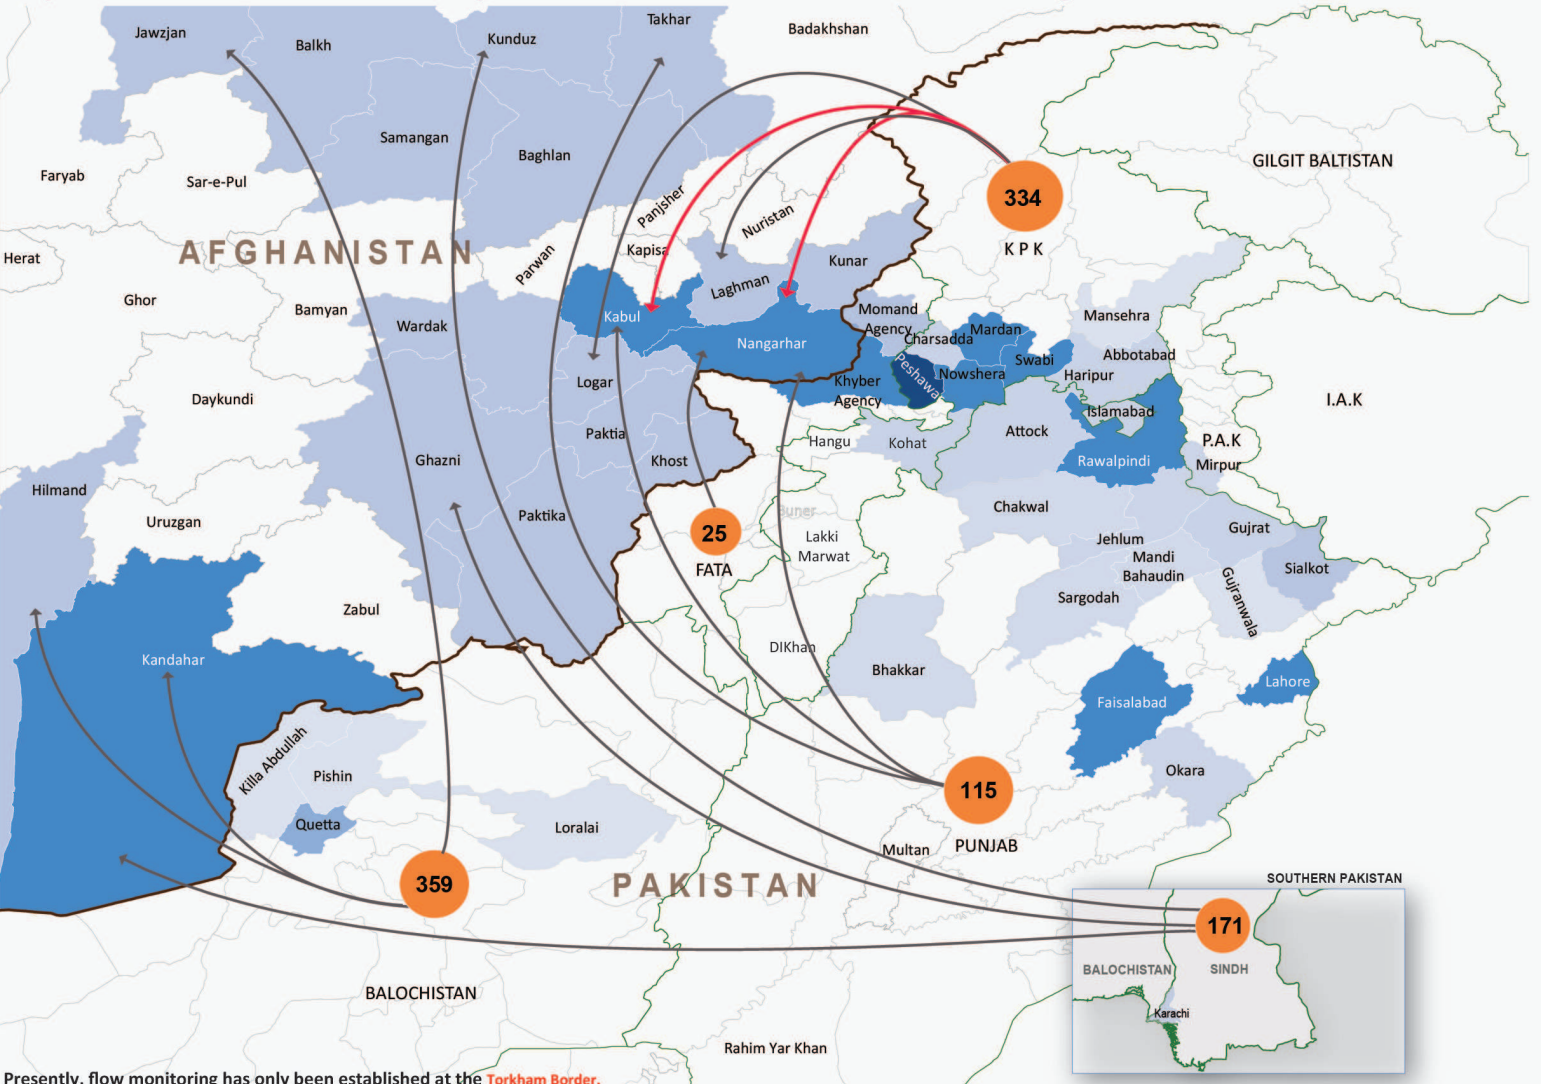 Jawzjan
Balkh
Kunduz
Takhar
Badakhshan
Samangan
Baghlan
Faryab
Sar-e-Pul
GILGIT BALTISTAN
334
K P K
Panjsher
Nuristan
Kapisa
Parwan
AFGHANISTAN
Herat
Ghor
Bamyan
Wardak
Kabul
Laghman
Kunar
Nangarhar
Momand
Agency
Charsadda
Mardan
Mansehra
Swabi
Abbotabad
Haripur
Nowshera
Peshawar
Khyber
Agency
Logar
Daykundi
Islamabad
I.A.K
P.A.K
Mirpur
Paktia
Hangu
Kohat
Attock
Rawalpindi
Ghazni
Khost
Hilmand
Uruzgan
Paktika
Buner
Chakwal
25
FATA
Lakki
Marwat
Jehlum
Gujrat
Mandi
Bahaudin
Sialkot
Sargodah
Gujranwala
Zabul
Kandahar
DIKhan
Bhakkar
Lahore
Faisalabad
Killa Abdullah
Pishin
Okara
Quetta
Loralai
115
PUNJAB
Multan
359
PAKISTAN
SOUTHERN PAKISTAN
171
BALOCHISTAN
SINDH
Karachi
BALOCHISTAN
Rahim Yar Khan
Presently, flow monitoring has only been established at the Torkham Border.